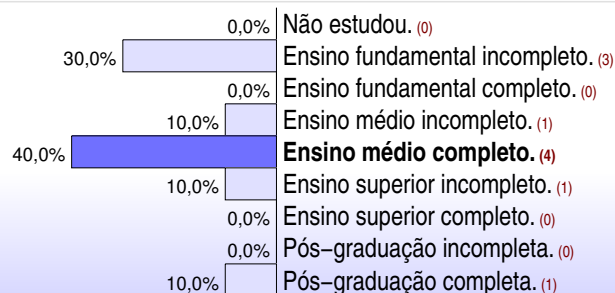 0,0% Não estudou. (0)
30,0% Ensino fundamental incompleto. (3)
0,0% Ensino fundamental completo. (0)
10,0% Ensino médio incompleto. (1)
40,0% Ensino médio completo. (4)
10,0% Ensino superior incompleto. (1)
0,0% Ensino superior completo. (0)
0,0% Pós−graduação incompleta. (0)
10,0% Pós−graduação completa. (1)